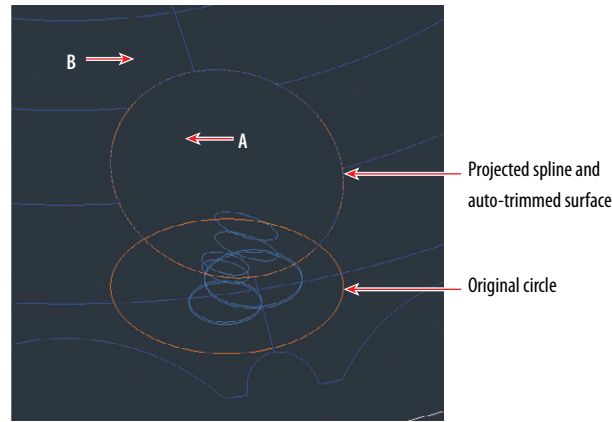 B
A
Projected spline and
auto-trimmed surface
Original circle